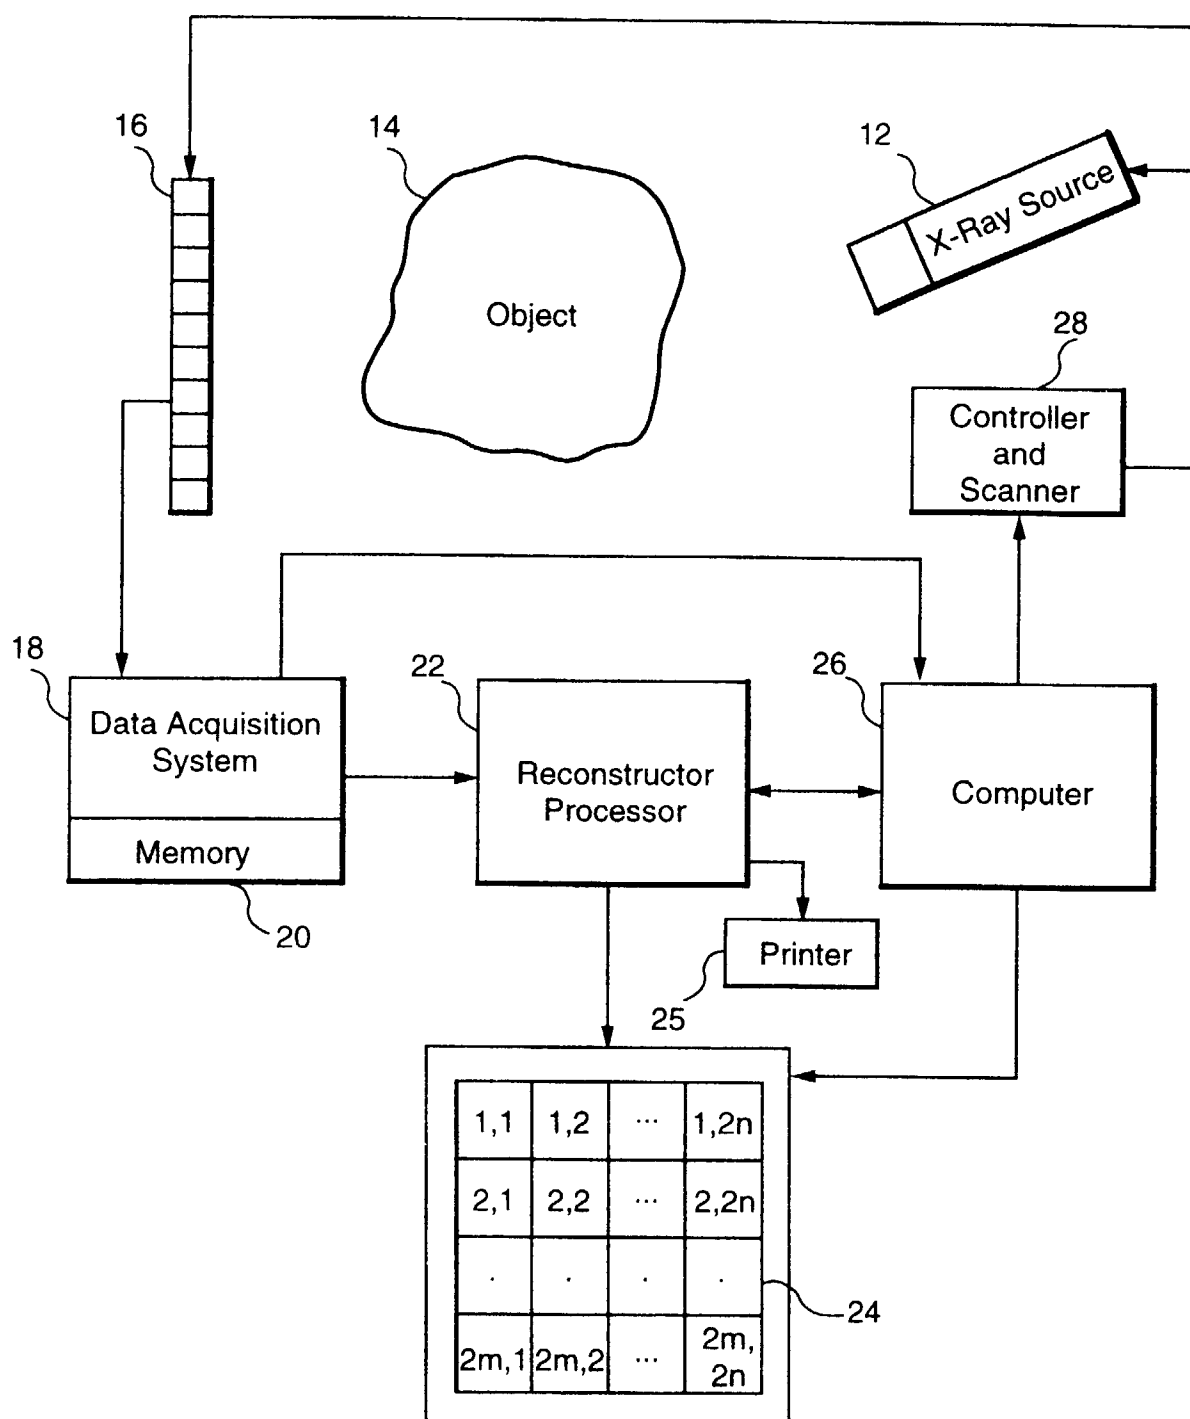 16
14
12
X-Ray Source
Object
28
Controller
and
Scanner
18
22
26
Data Acquisition
System
Reconstructor
Processor
Computer
Memory
20
Printer
25
1,1 1,2 ... 1,2n
2,1 2,2 ... 2,2n
. . . .
24
2m,1 2m,2 ... 2m,
2n